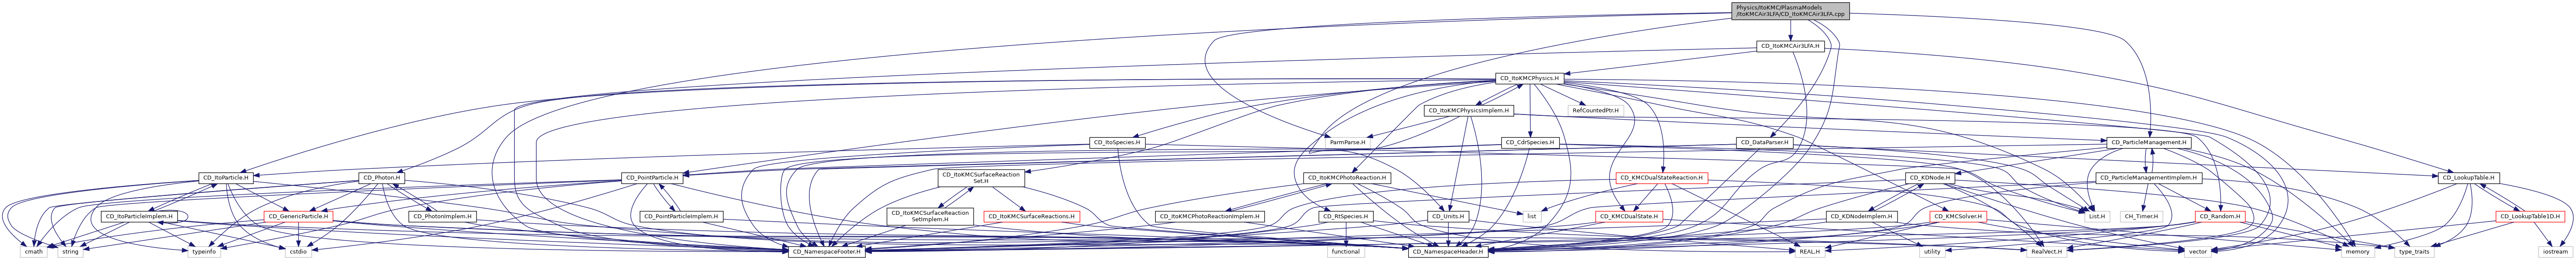 Physics/ItoKMC/PlasmaModels
/ItoKMCAir3LFA/CD_ItoKMCAir3LFA.cpp
CD_ItoKMCAir3LFA.H
CD_ItoKMCPhysics.H
CD_ItoKMCPhysicsImplem.H
RefCountedPtr.H
CD_ItoSpecies.H
ParmParse.H
CD_CdrSpecies.H
CD_DataParser.H
CD_ParticleManagement.H
CD_ItoParticle.H
CD_Photon.H
CD_PointParticle.H
CD_ItoKMCSurfaceReaction
Set.H
CD_ItoKMCPhotoReaction.H
CD_KMCDualStateReaction.H
CD_KDNode.H
CD_ParticleManagementImplem.H
CD_LookupTable.H
CD_ItoParticleImplem.H
CD_GenericParticle.H
CD_PhotonImplem.H
CD_PointParticleImplem.H
CD_ItoKMCSurfaceReaction
SetImplem.H
CD_ItoKMCSurfaceReactions.H
CD_ItoKMCPhotoReactionImplem.H
list
CD_RtSpecies.H
CD_Units.H
CD_KMCDualState.H
CD_KDNodeImplem.H
CD_KMCSolver.H
List.H
CH_Timer.H
CD_Random.H
CD_LookupTable1D.H
cmath
string
typeinfo
cstdio
CD_NamespaceFooter.H
functional
CD_NamespaceHeader.H
REAL.H
utility
RealVect.H
vector
memory
type_traits
iostream